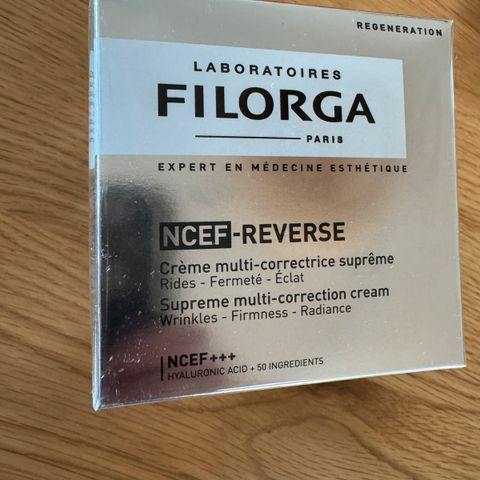 REGENERATION
LABORATOIRES
FILORGA
PARIS
EXPERT EN MÉDECINE ESTHÉTIQUE
NCEF-REVERSE
Crème multi-correctrice suprême
Rides - Fermeté - Éclat
Supreme multi-correction cream
Wrinkles - Firmness - Radiance
NCEF+++
HYALURONIC ACID + 50 INGREDIENTS